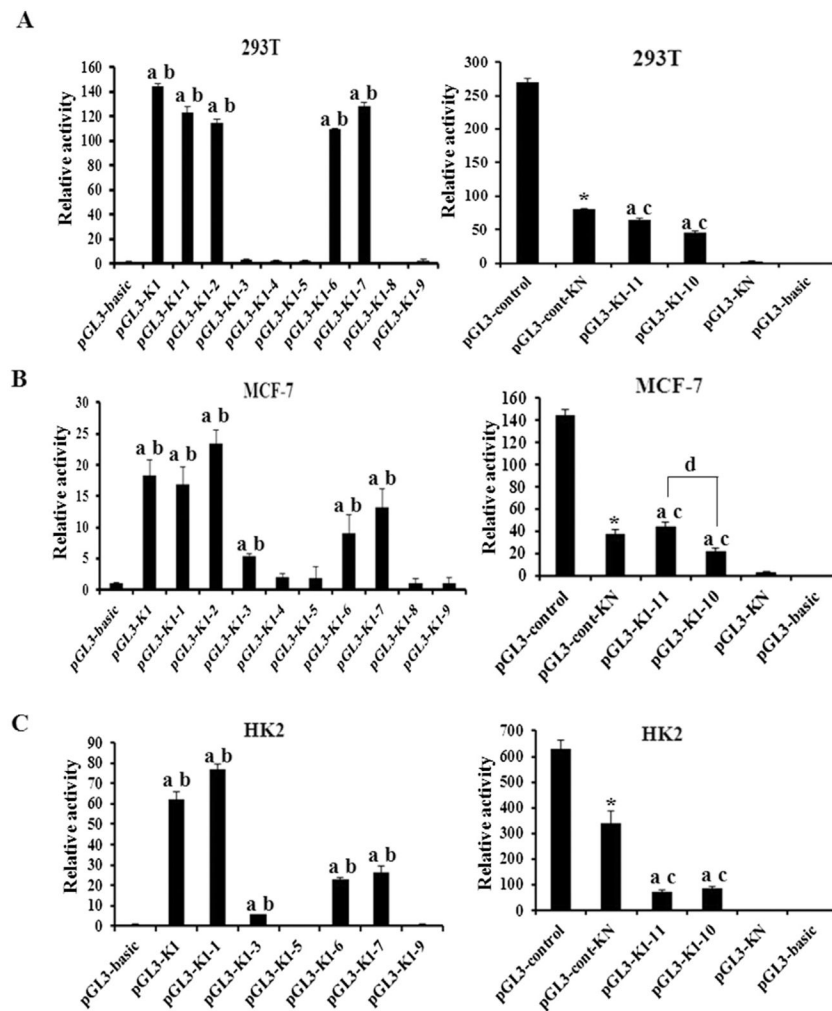 A
293T
Relative activity
160
140
120
100
80
60
40
20
0
a b
a b
a b
a b
a b
pGL3-basic
pGL3-K1
pGL3-K1-1
pGL3-K1-2
pGL3-K1-3
pGL3-K1-4
pGL3-K1-5
pGL3-K1-6
pGL3-K1-7
pGL3-K1-8
pGL3-K1-9
293T
Relative activity
300
250
200
150
100
50
0
*
a c
a c
pGL3-control
pGL3-cont-KN
pGL3-K1-11
pGL3-K1-10
pGL3-KN
pGL3-basic
B
MCF-7
Relative activity
30
25
20
15
10
5
0
a b
a b
a b
a b
a b
a b
pGL3-basic
pGL3-K1
pGL3-K1-1
pGL3-K1-2
pGL3-K1-3
pGL3-K1-4
pGL3-K1-5
pGL3-K1-6
pGL3-K1-7
pGL3-K1-8
pGL3-K1-9
MCF-7
Relative activity
160
140
120
100
80
60
40
20
0
*
a c
d
a c
pGL3-control
pGL3-cont-KN
pGL3-K1-11
pGL3-K1-10
pGL3-KN
pGL3-basic
C
HK2
Relative activity
90
80
70
60
50
40
30
20
10
0
a b
a b
a b
a b
a b
pGL3-basic
pGL3-K1
pGL3-K1-1
pGL3-K1-3
pGL3-K1-5
pGL3-K1-6
pGL3-K1-7
pGL3-K1-9
HK2
Relative activity
700
600
500
400
300
200
100
0
*
a c
a c
pGL3-control
pGL3-cont-KN
pGL3-K1-11
pGL3-K1-10
pGL3-KN
pGL3-basic